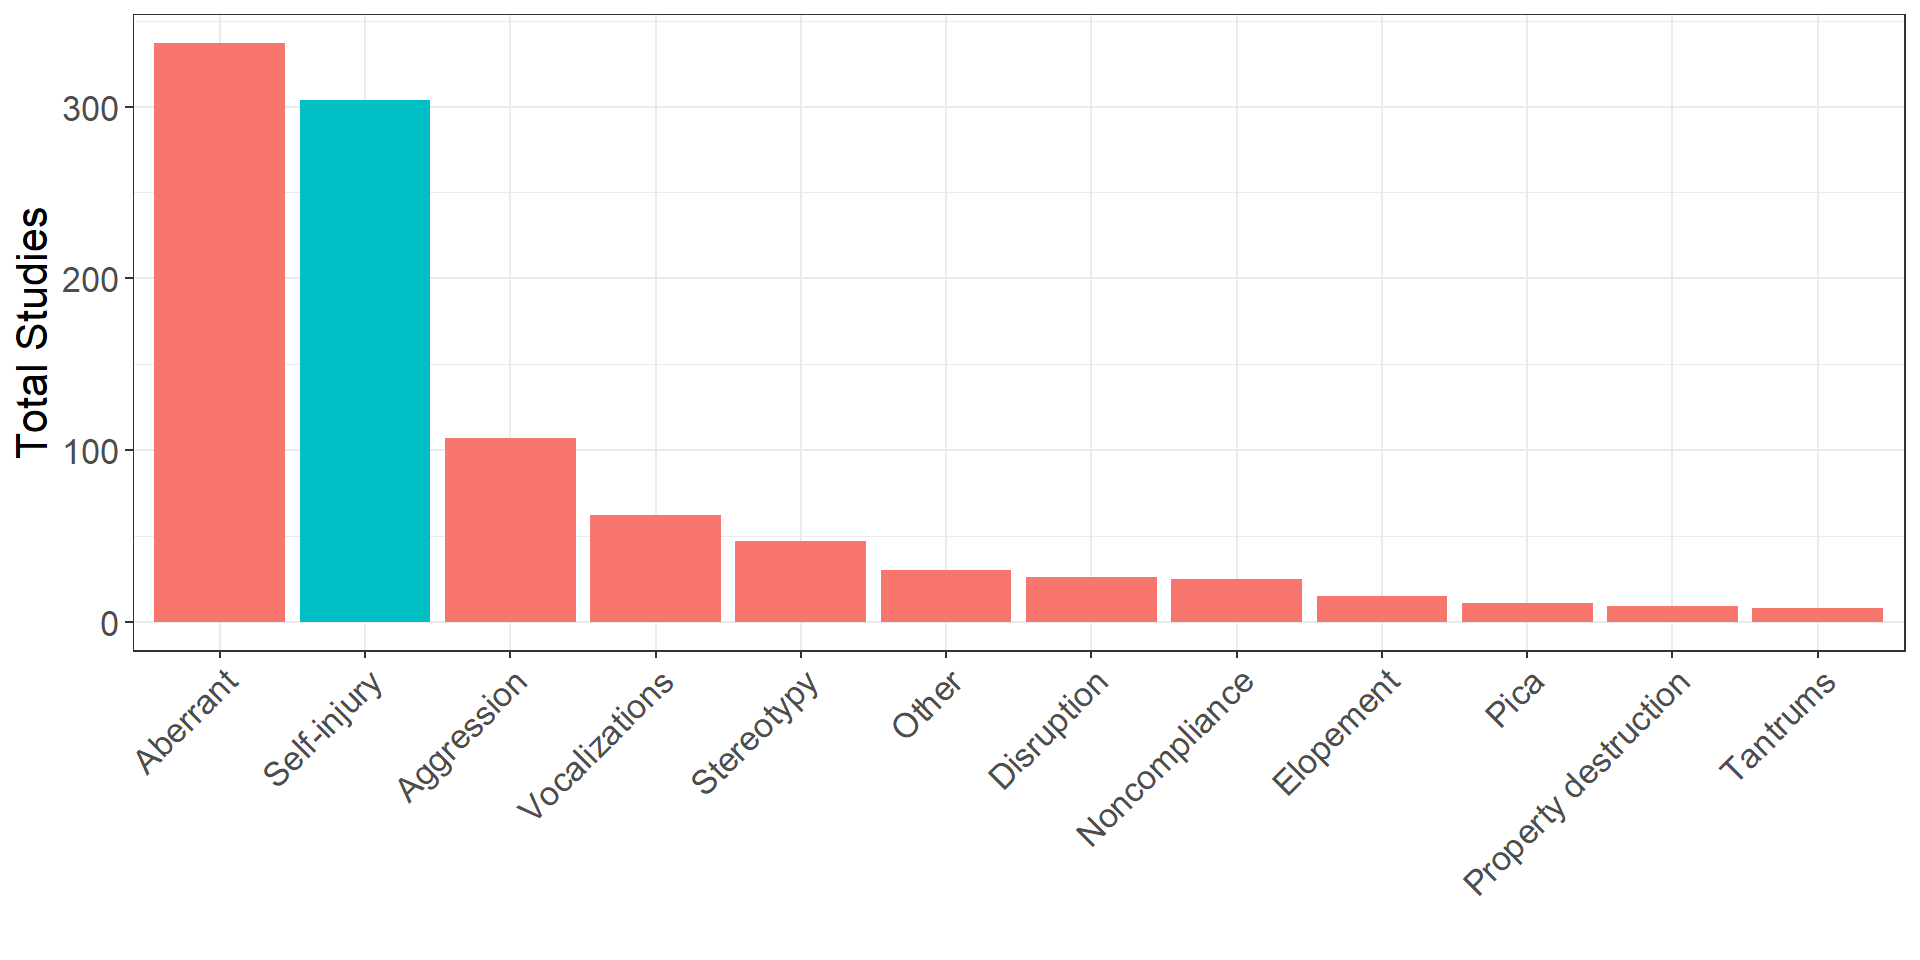 Total Studies
300
200
100
0
Aberrant
Self-injury
Aggression
Vocalizations
Stereotypy
Other
Disruption
Noncompliance
Elopement
Pica
Property destruction
Tantrums